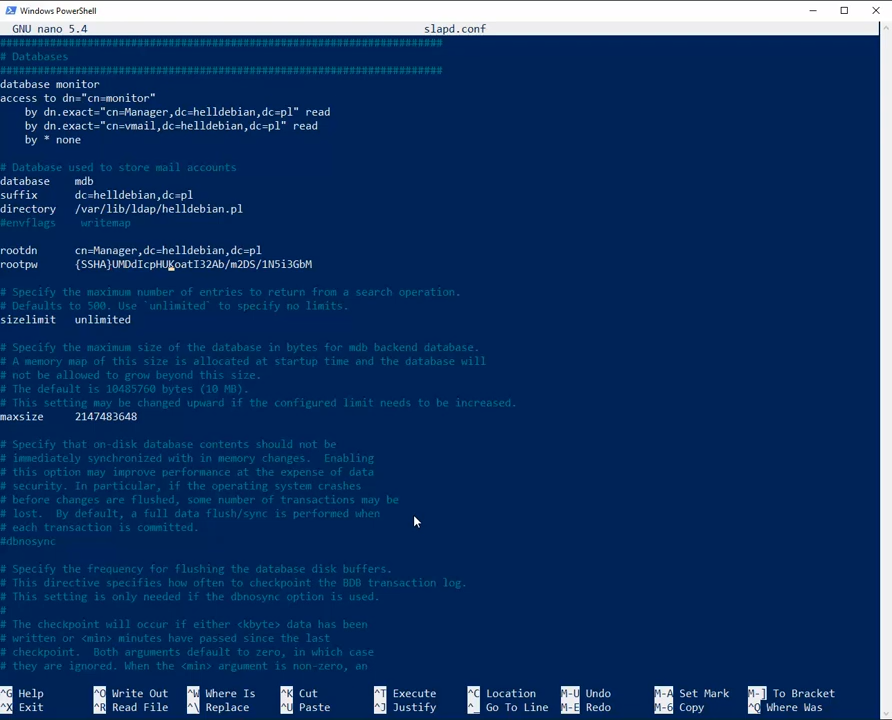 Windows PowerShell
GNU nano 5.4 slapd.conf
#######################################################################
# Databases
#######################################################################
database monitor
access to dn="cn=monitor"
    by dn.exact="cn=Manager,dc=helldebian,dc=pl" read
    by dn.exact="cn=vmail,dc=helldebian,dc=pl" read
    by * none
# Database used to store mail accounts
database    mdb
suffix      dc=helldebian,dc=pl
directory   /var/lib/ldap/helldebian.pl
#envflags    writemap
rootdn      cn=Manager,dc=helldebian,dc=pl
rootpw      {SSHA}UMDdIcpHUKoatI32Ab/m2DS/1N5i3GbM
# Specify the maximum number of entries to return from a search operation.
# Defaults to 500. Use `unlimited` to specify no limits.
sizelimit   unlimited
# Specify the maximum size of the database in bytes for mdb backend database.
# A memory map of this size is allocated at startup time and the database will
# not be allowed to grow beyond this size.
# The default is 10485760 bytes (10 MB).
# This setting may be changed upward if the configured limit needs to be increased.
maxsize     2147483648
# Specify that on-disk database contents should not be
# immediately synchronized with in memory changes.  Enabling
# this option may improve performance at the expense of data
# security. In particular, if the operating system crashes
# before changes are flushed, some number of transactions may be
# lost.  By default, a full data flush/sync is performed when
# each transaction is committed.
#dbnosync
# Specify the frequency for flushing the database disk buffers.
# This directive specifies how often to checkpoint the BDB transaction log.
# This setting is only needed if the dbnosync option is used.
#
# The checkpoint will occur if either <kbyte> data has been
# written or <min> minutes have passed since the last
# checkpoint.  Both arguments default to zero, in which case
# they are ignored. When the <min> argument is non-zero, an
^G Help ^O Write Out ^W Where Is ^K Cut ^T Execute ^C Location M-U Undo M-A Set Mark M-] To Bracket
^X Exit ^R Read File ^\ Replace ^U Paste ^J Justify ^_ Go To Line M-E Redo M-6 Copy ^Q Where Was